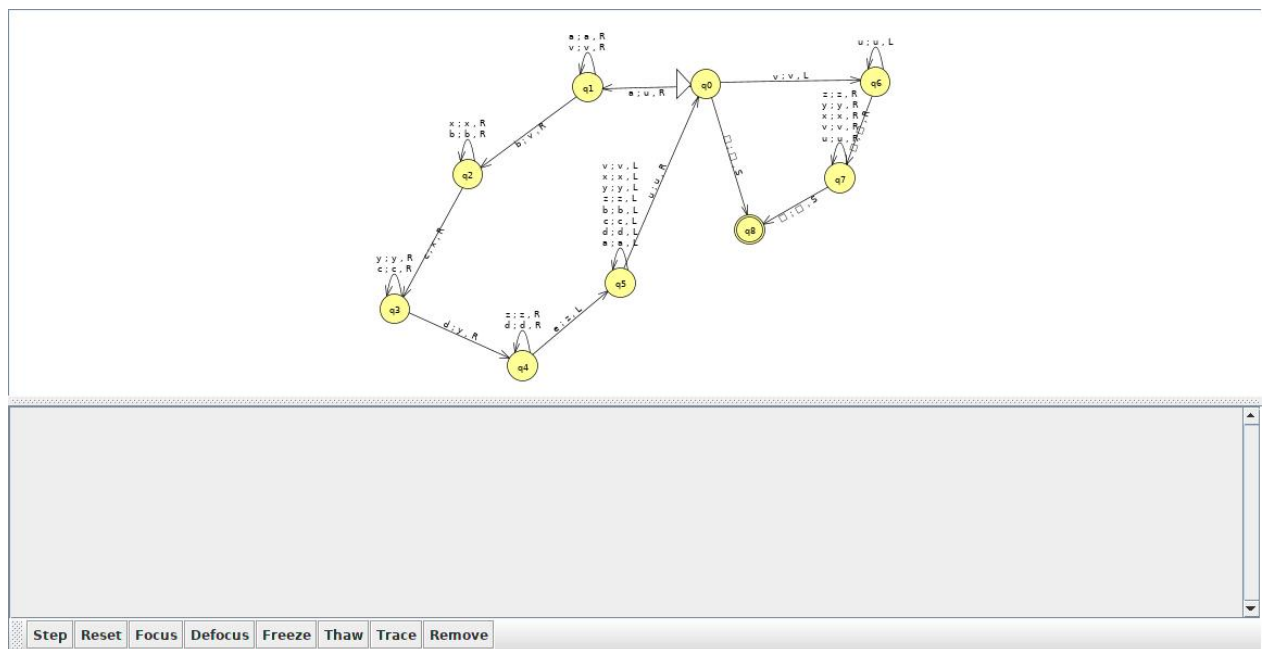 a ; a , R
v ; v , R
u ; u , L
q1
a ; u , R
q0
v ; v , L
q6
z ; z , R
y ; y , R
x ; x , R
v ; v , R
u ; u , R
□ ; □ , R
x ; x , R
b ; b , R
b ; v , R
q2
□ ; □ , S
q7
v ; v , L
x ; x , L
y ; y , L
z ; z , L
b ; b , L
c ; c , L
d ; d , L
a ; a , L
u ; u , R
□ ; □ , S
q8
c ; x , R
y ; y , R
c ; c , R
q5
q3
z ; z , R
d ; d , R
d ; y , R
e ; z , L
q4
Step Reset Focus Defocus Freeze Thaw Trace Remove